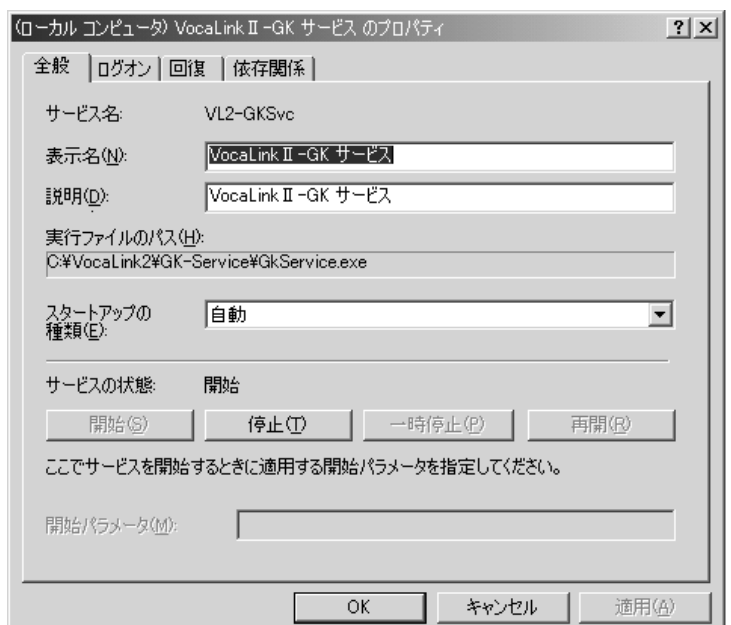 (ローカル コンピュータ) VocaLinkⅡ-GK サービス のプロパティ
全般 ログオン 回復 依存関係
サービス名: VL2-GKSvc
表示名(N): VocaLinkⅡ-GK サービス
説明(D): VocaLinkⅡ-GK サービス
実行ファイルのパス(H):
C:¥VocaLink2¥GK-Service¥GkService.exe
スタートアップの
種類(E): 自動
サービスの状態: 開始
開始(S) 停止(T) 一時停止(P) 再開(R)
ここでサービスを開始するときに適用する開始パラメータを指定してください。
開始パラメータ(M):
OK キャンセル 適用(A)